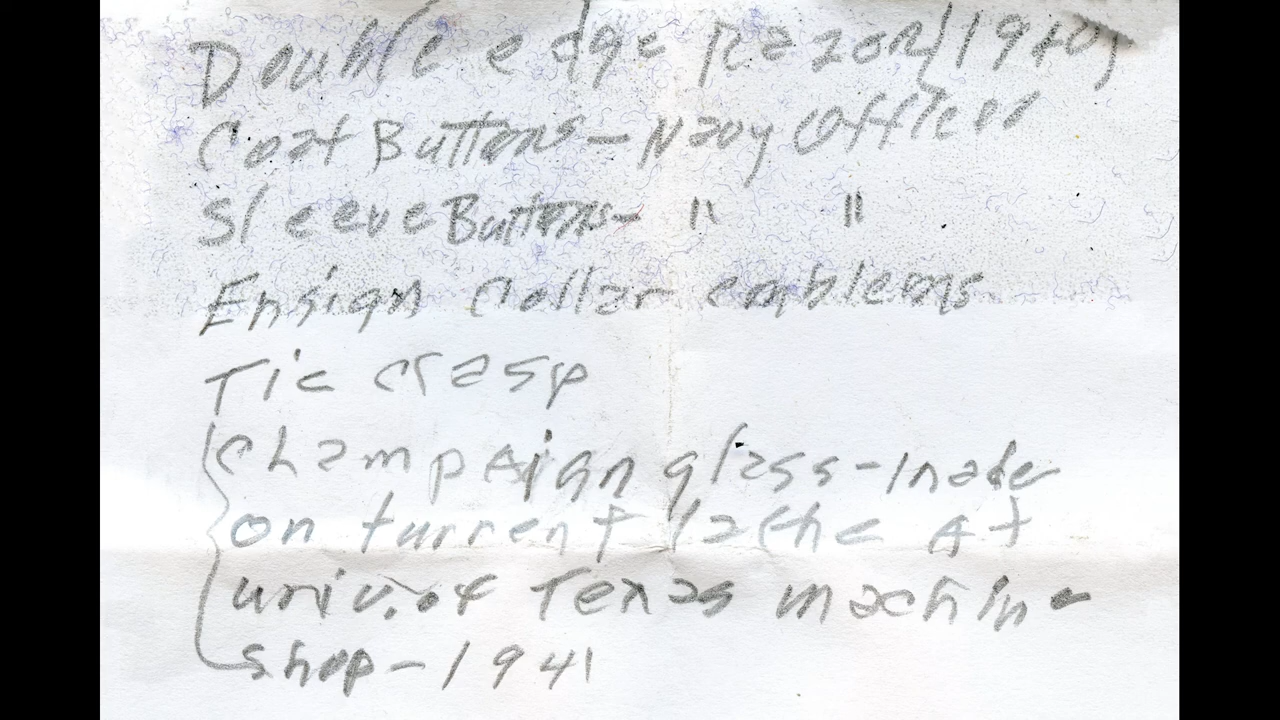 Double edge Razor/1940s
Coat Buttons - Navy Officer
Sleeve Buttons - " "
Ensign Collar emblems
Tie clasp
Champaign glass - made
on turrent lathe At
univ. of Texas machine
shop - 1941